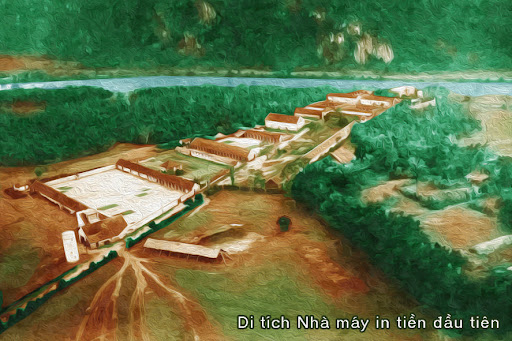 Di tích Nhà máy in tiền đầu tiên